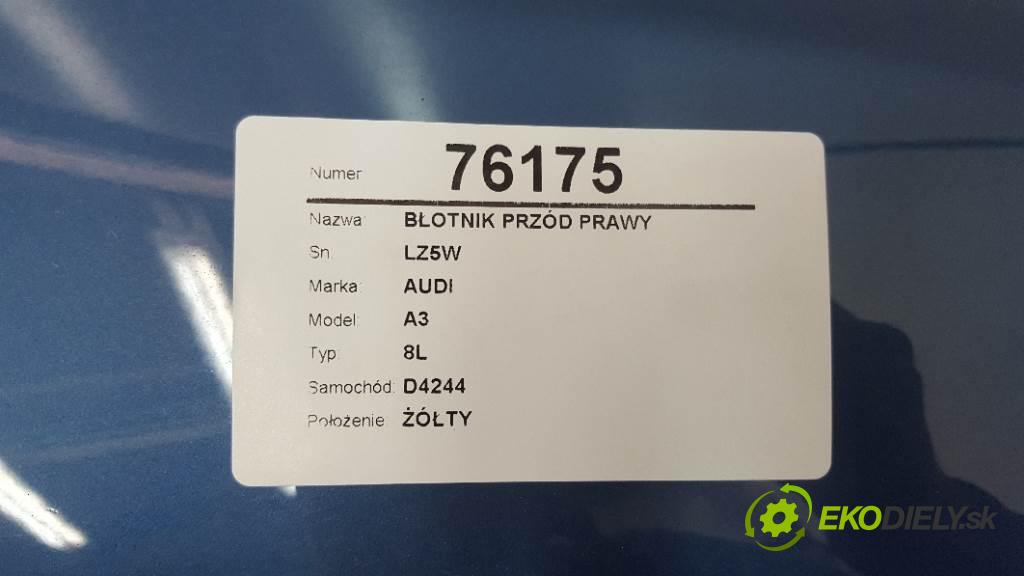 Numer 76175
Nazwa: BŁOTNIK PRZÓD PRAWY
Sn: LZ5W
Marka: AUDI
Model: A3
Typ: 8L
Samochód: D4244
Położenie: ŻÓŁTY
EKODIELY.sk